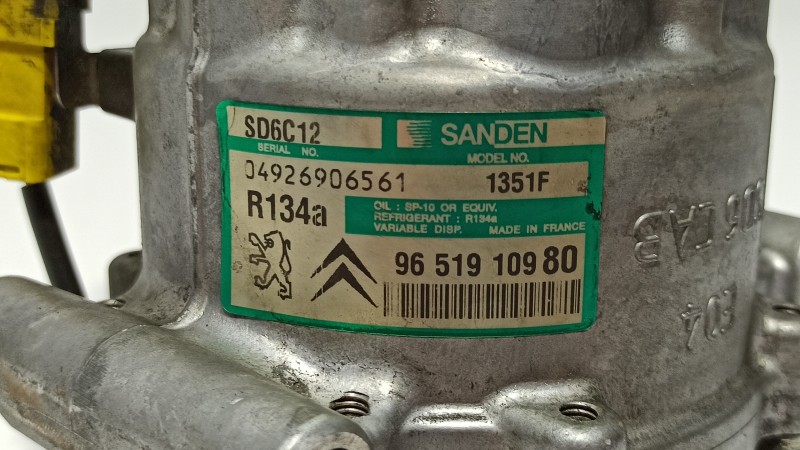 SD6C12
SANDEN
SERIAL NO.
MODEL NO.
04926906561
1351F
R134a
OIL : SP-10 OR EQUIV.
REFRIGERANT : R134a
VARIABLE DISP. MADE IN FRANCE
96 519 109 80
E04